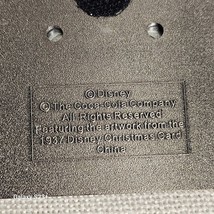 © Disney
© The Coca-Cola Company
All Rights Reserved
Featuring the artwork from the
1937 Disney Christmas Card
China